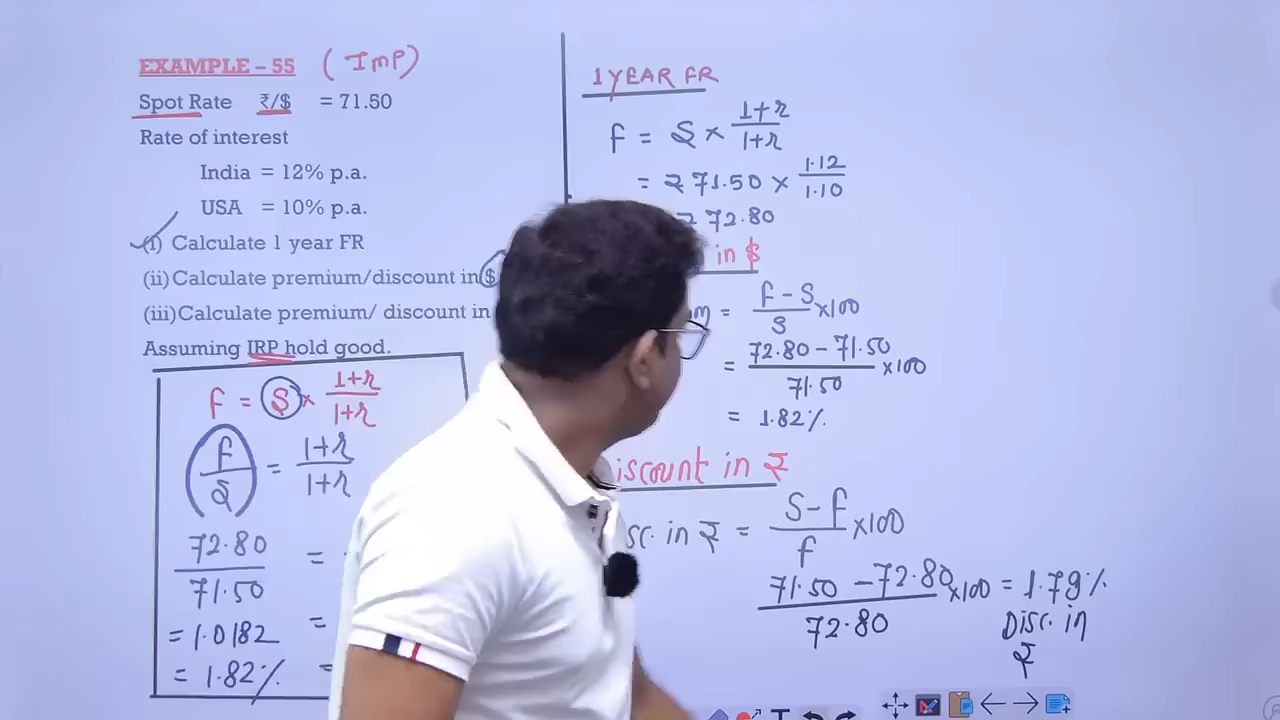 EXAMPLE – 55 (IMP)
Spot Rate ₹/$ = 71.50
Rate of interest
India = 12% p.a.
USA = 10% p.a.
(i) Calculate 1 year FR
(ii) Calculate premium/discount in $
(iii) Calculate premium/ discount in
Assuming IRP hold good.
F = S × 1+r / 1+r
F / S = 1+r / 1+r
72.80 / 71.50 =
= 1.0182 =
= 1.82% =
1 YEAR FR
F = S × 1+r / 1+r
= ₹ 71.50 × 1.12 / 1.10
₹ 72.80
in $
= F - S / S × 100
= 72.80 - 71.50 / 71.50 × 100
= 1.82%
in ₹
in ₹ = S - F / F × 100
71.50 - 72.80 / 72.80 × 100 = 1.79%
Disc. in
₹